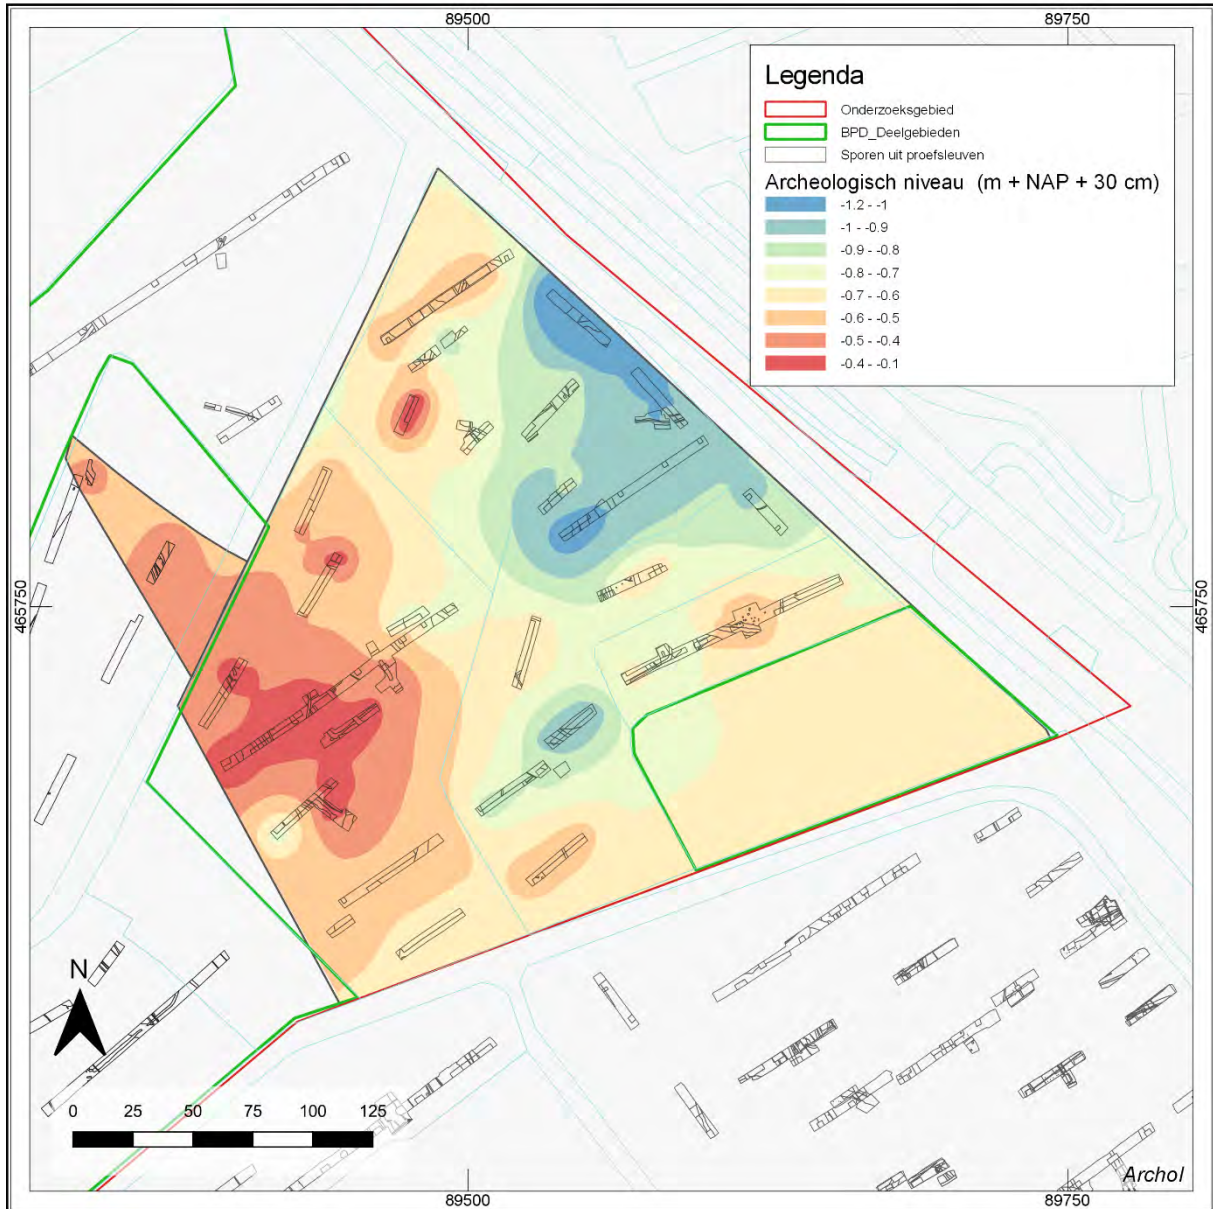 89500
89750
Legenda
Onderzoeksgebied
BPD_Deelgebieden
Sporen uit proefsleuven
Archeologisch niveau (m + NAP + 30 cm)
-1.2 - -1
-1 - -0.9
-0.9 - -0.8
-0.8 - -0.7
-0.7 - -0.6
-0.6 - -0.5
-0.5 - -0.4
-0.4 - -0.1
465750
465750
N
0 25 50 75 100 125
Archol
89500
89750